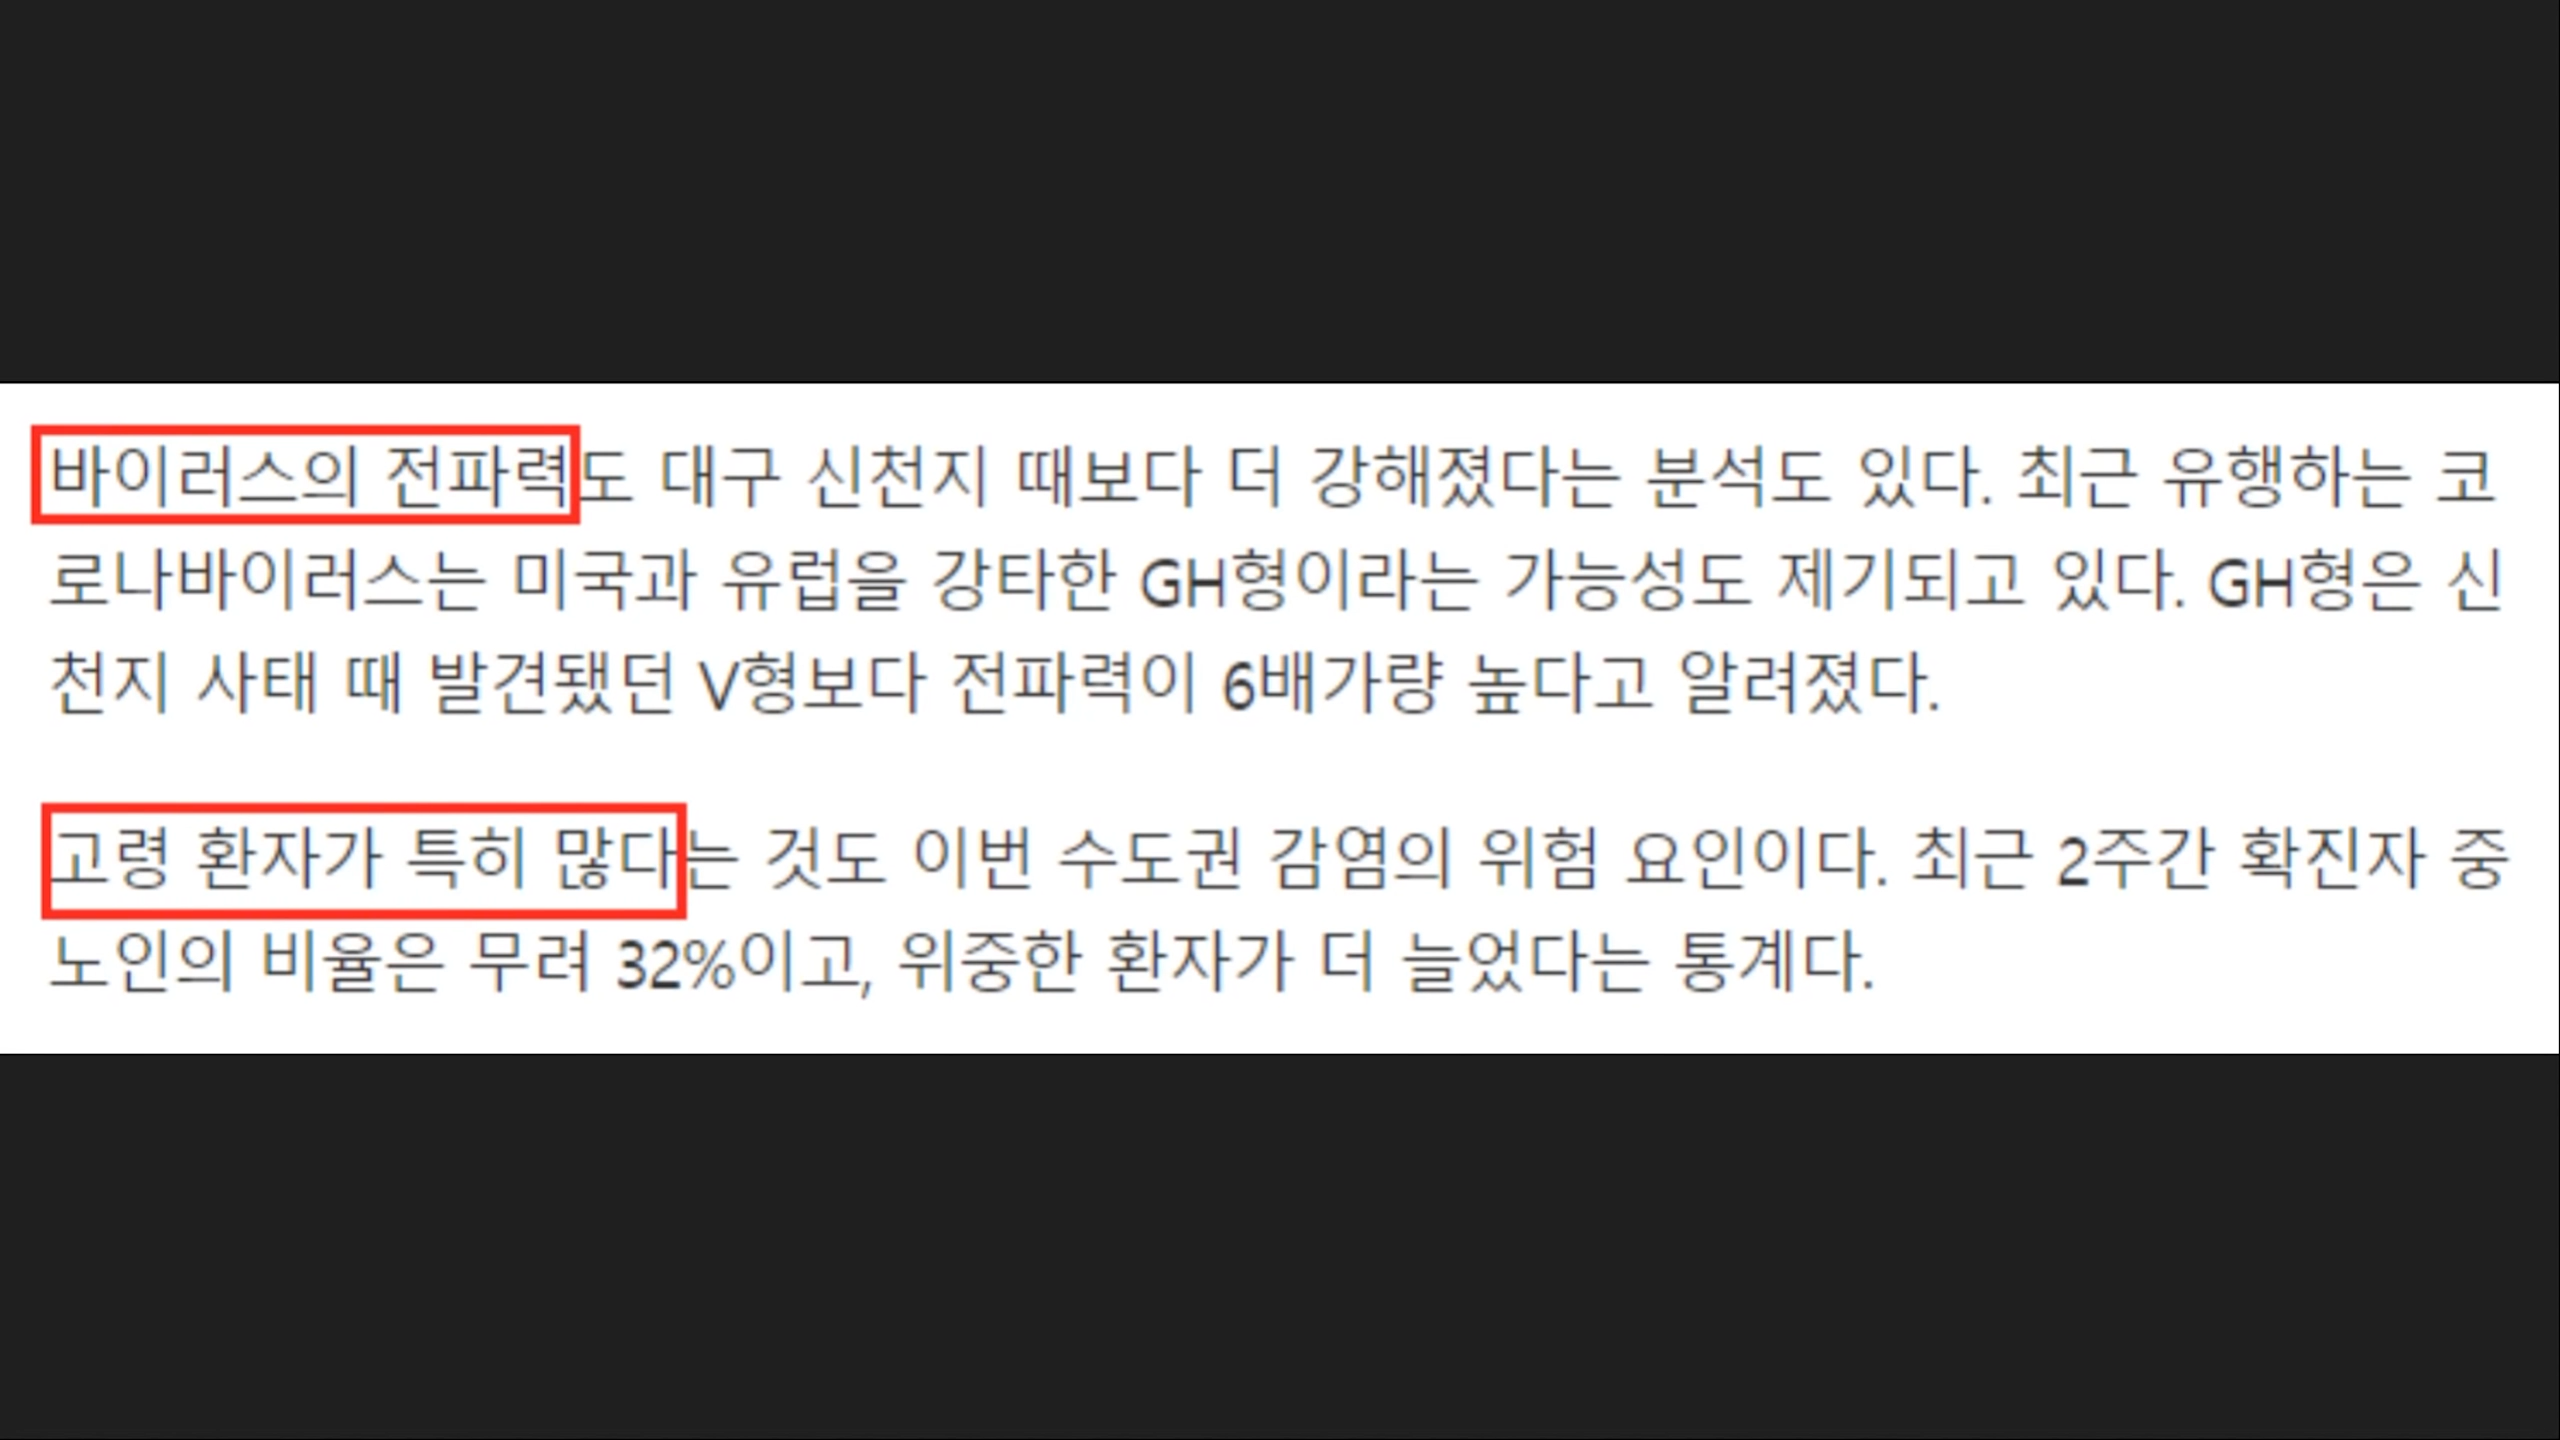 바이러스의 전파력도 대구 신천지 때보다 더 강해졌다는 분석도 있다. 최근 유행하는 코
로나바이러스는 미국과 유럽을 강타한 GH형이라는 가능성도 제기되고 있다. GH형은 신
천지 사태 때 발견됐던 V형보다 전파력이 6배가량 높다고 알려졌다.
고령 환자가 특히 많다는 것도 이번 수도권 감염의 위험 요인이다. 최근 2주간 확진자 중
노인의 비율은 무려 32%이고, 위중한 환자가 더 늘었다는 통계다.